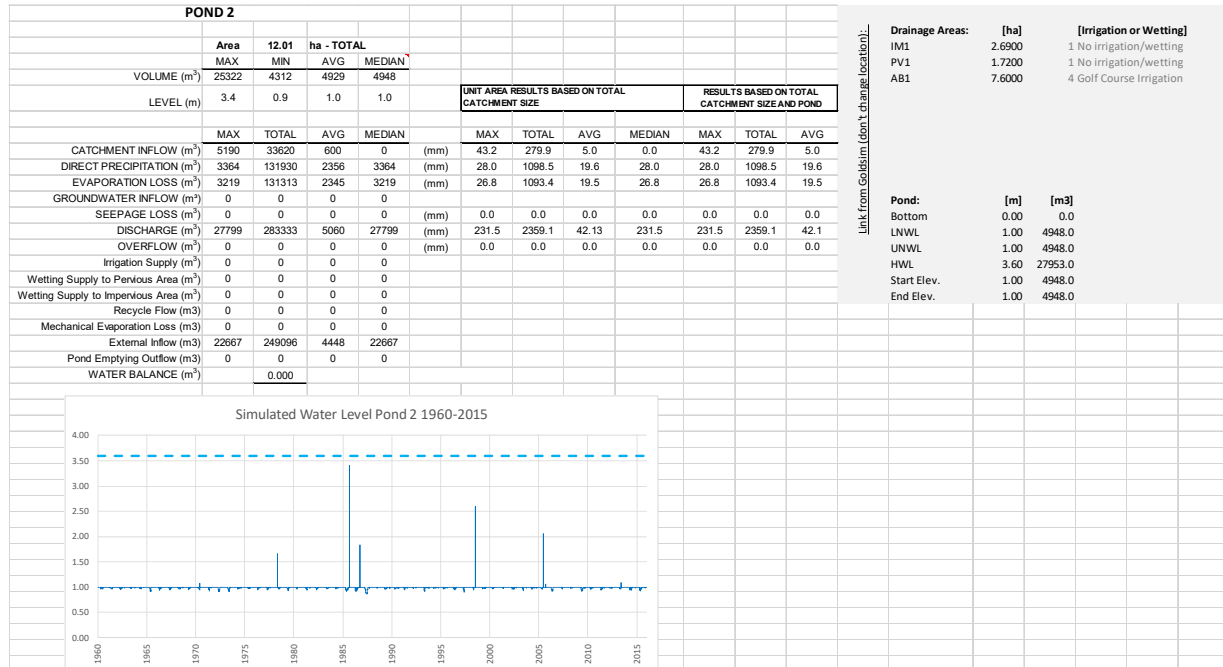 POND 2
Area 12.01 ha - TOTAL
MAX MIN AVG MEDIAN
VOLUME (m³) 25322 4312 4929 4948
LEVEL (m) 3.4 0.9 1.0 1.0
UNIT AREA RESULTS BASED ON TOTAL CATCHMENT SIZE
RESULTS BASED ON TOTAL CATCHMENT SIZE AND POND
MAX TOTAL AVG MEDIAN MAX TOTAL AVG MEDIAN MAX TOTAL AVG
CATCHMENT INFLOW (m³) 5190 33620 600 0 (mm) 43.2 279.9 5.0 0.0 43.2 279.9 5.0
DIRECT PRECIPITATION (m³) 3364 131930 2356 3364 (mm) 28.0 1098.5 19.6 28.0 28.0 1098.5 19.6
EVAPORATION LOSS (m³) 3219 131313 2345 3219 (mm) 26.8 1093.4 19.5 26.8 26.8 1093.4 19.5
GROUNDWATER INFLOW (m³) 0 0 0 0
SEEPAGE LOSS (m³) 0 0 0 0 (mm) 0.0 0.0 0.0 0.0 0.0 0.0 0.0
DISCHARGE (m³) 27799 283333 5060 27799 (mm) 231.5 2359.1 42.13 231.5 231.5 2359.1 42.1
OVERFLOW (m³) 0 0 0 0 (mm) 0.0 0.0 0.0 0.0 0.0 0.0 0.0
Irrigation Supply (m³) 0 0 0 0
Wetting Supply to Pervious Area (m³) 0 0 0 0
Wetting Supply to Impervious Area (m³) 0 0 0 0
Recycle Flow (m3) 0 0 0 0
Mechanical Evaporation Loss (m3) 0 0 0 0
External Inflow (m3) 22667 249096 4448 22667
Pond Emptying Outflow (m3) 0 0 0 0
WATER BALANCE (m³) 0.000
Link from Goldsim (don't change location):
Drainage Areas: [ha] [Irrigation or Wetting]
IM1 2.6900 1 No irrigation/wetting
PV1 1.7200 1 No irrigation/wetting
AB1 7.6000 4 Golf Course Irrigation
Pond: [m] [m3]
Bottom 0.00 0.0
LNWL 1.00 4948.0
UNWL 1.00 4948.0
HWL 3.60 27953.0
Start Elev. 1.00 4948.0
End Elev. 1.00 4948.0
Simulated Water Level Pond 2 1960-2015
4.00
3.50
3.00
2.50
2.00
1.50
1.00
0.50
0.00
1960 1965 1970 1975 1980 1985 1990 1995 2000 2005 2010 2015